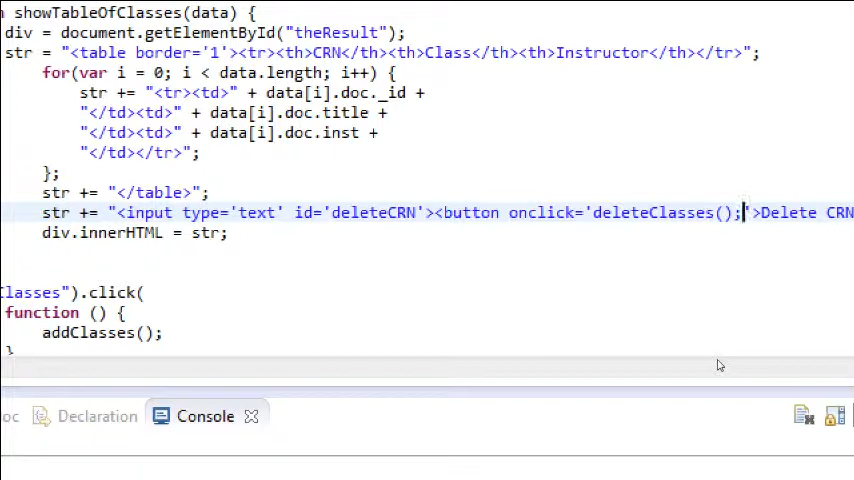 n showTableOfClasses(data) {
div = document.getElementById("theResult");
str = "<table border='1'><tr><th>CRN</th><th>Class</th><th>Instructor</th></tr>";
for(var i = 0; i < data.length; i++) {
str += "<tr><td>" + data[i].doc._id +
"</td><td>" + data[i].doc.title +
"</td><td>" + data[i].doc.inst +
"</td></tr>";
};
str += "</table>";
str += "<input type='text' id='deleteCRN'><button onclick='deleteClasses();'>Delete CRN
div.innerHTML = str;
Classes").click(
function () {
addClasses();
}
oc Declaration Console